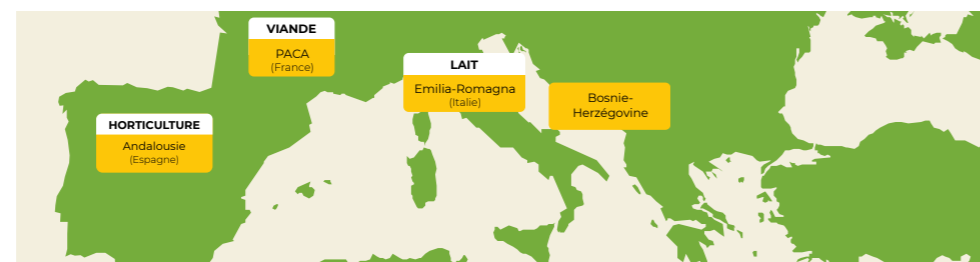 VIANDE
PACA
(France)
LAIT
Emilia-Romagna
(Italie)
Bosnie-
Herzégovine
HORTICULTURE
Andalousie
(Espagne)